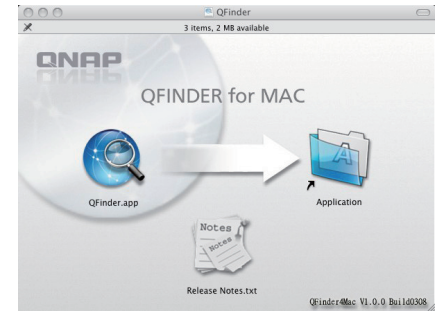 QFinder
3 items, 2 MB available
QNAP
QFINDER for MAC
A
QFinder.app
Application
Notes
Notes
Release Notes.txt
QFinder4Mac V1.0.0 Build0308